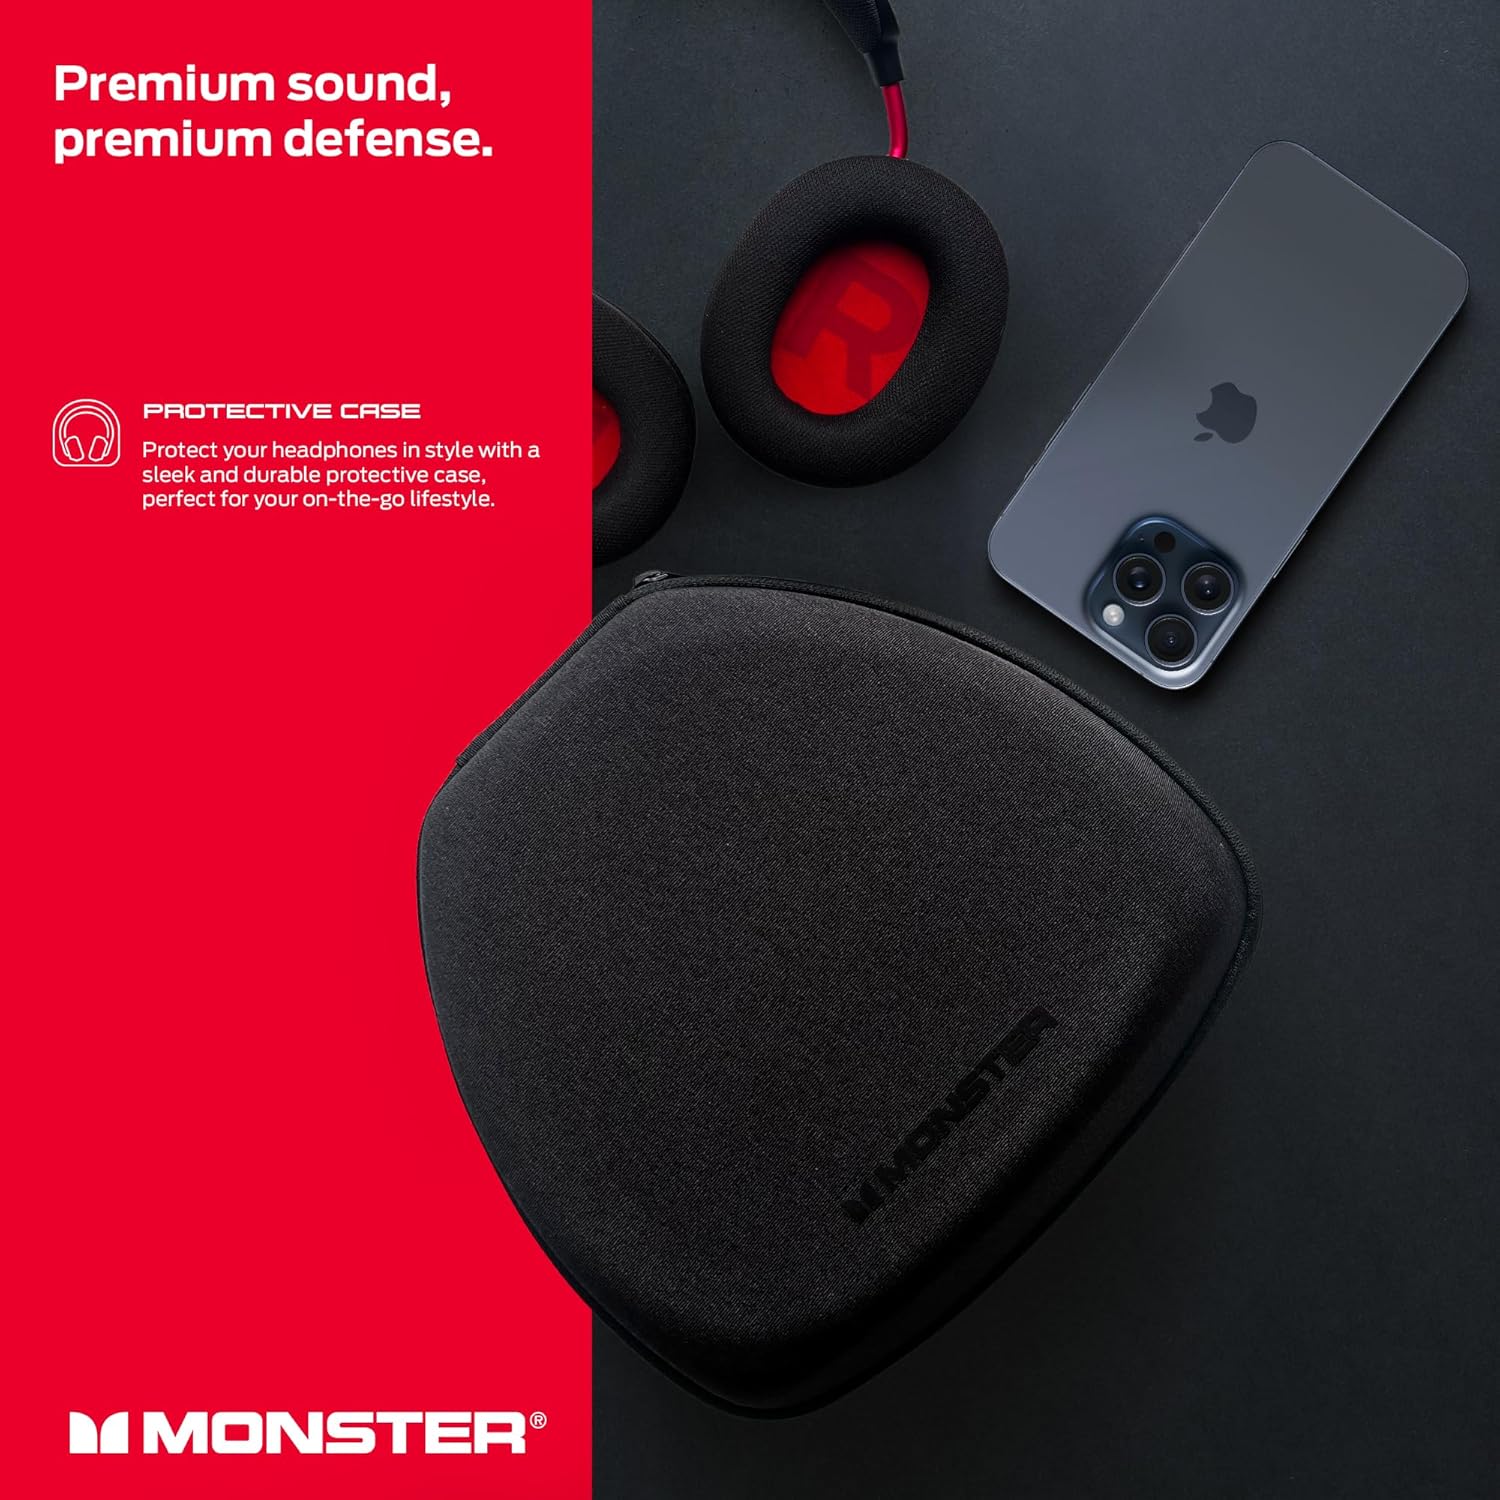 Premium sound,
premium defense.
PROTECTIVE CASE
Protect your headphones in style with a
sleek and durable protective case,
perfect for your on-the-go lifestyle.
R
MONSTER
MONSTER®